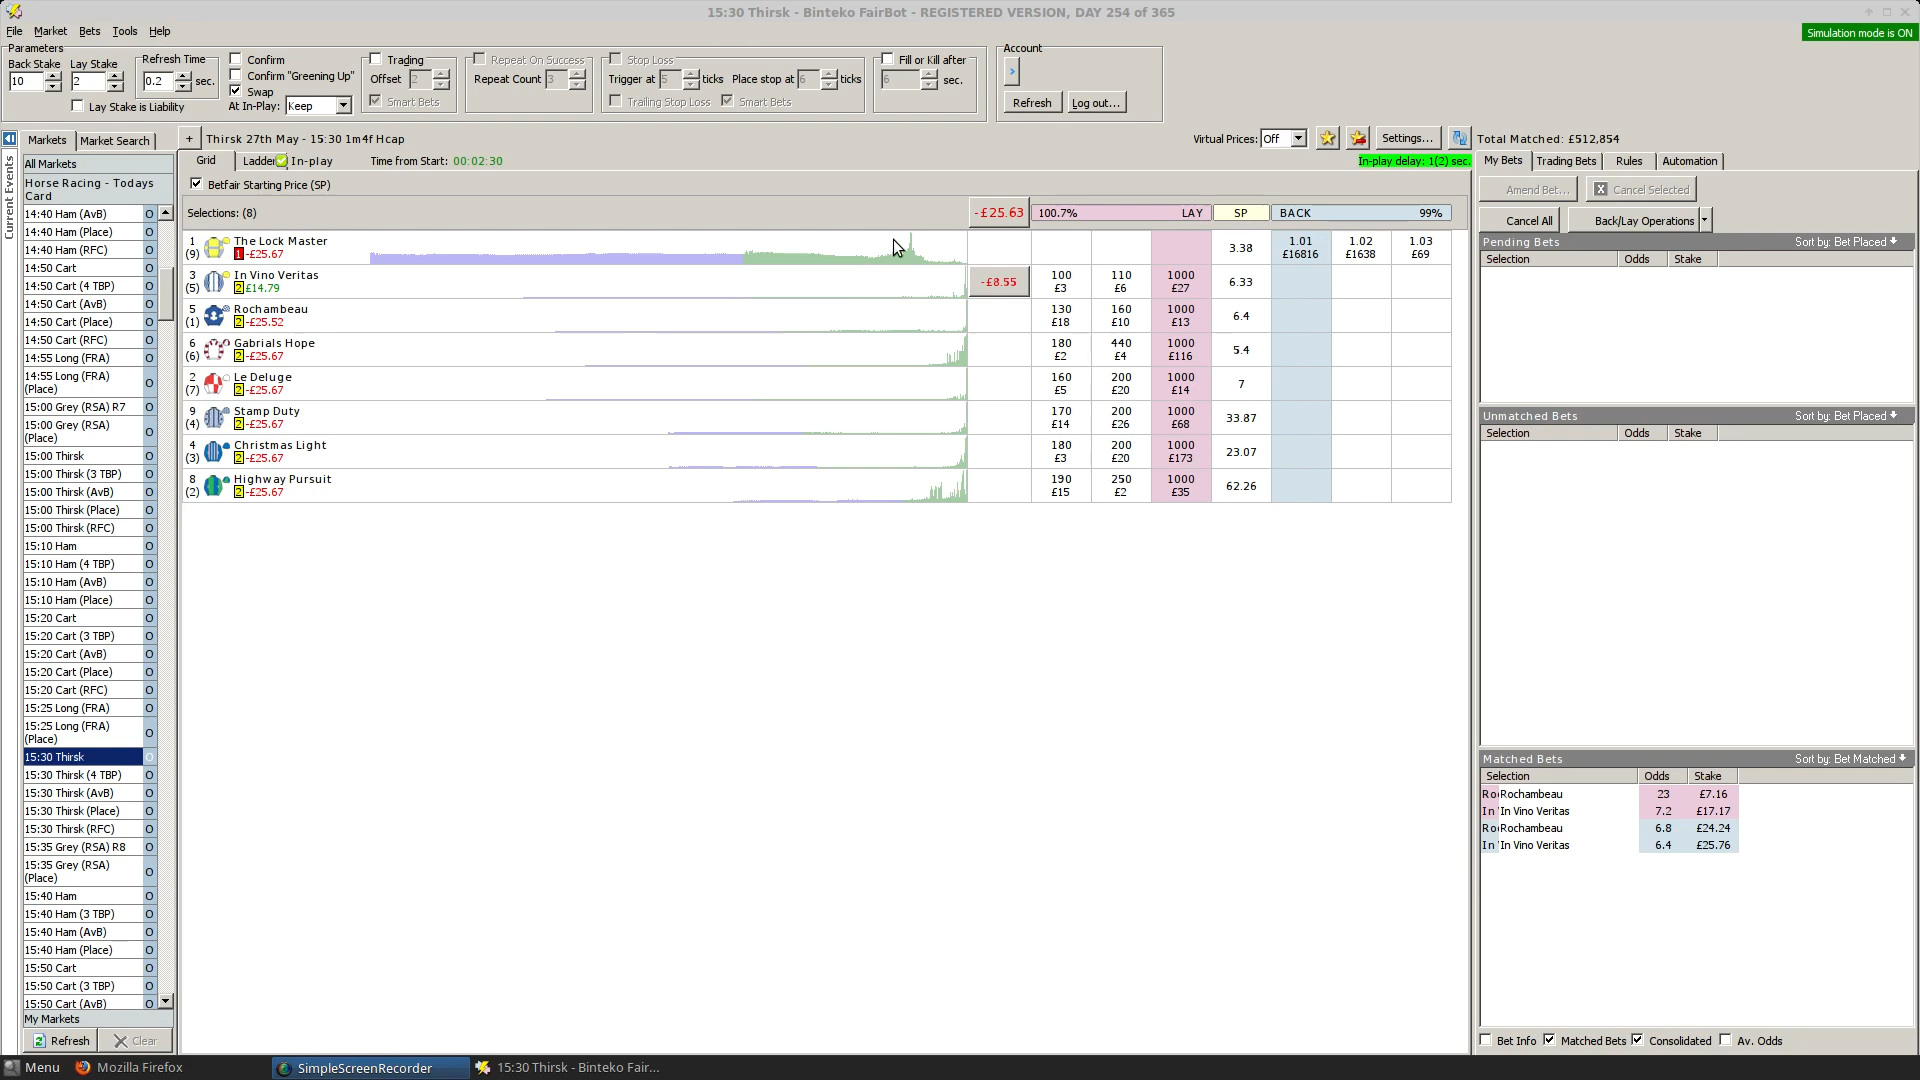 15:30 Thirsk - Binteko FairBot - REGISTERED VERSION, DAY 254 of 365
File Market Bets Tools Help
Simulation mode is ON
Parameters
Back Stake Lay Stake Refresh Time
10 2 0.2 sec.
Lay Stake is Liability
Confirm
Confirm "Greening Up"
Swap
At In-Play: Keep
Trading
Offset 2
Smart Bets
Repeat On Success
Repeat Count 3
Stop Loss
Trigger at 5 ticks Place stop at 6 ticks
Trailing Stop Loss Smart Bets
Fill or Kill after
6 sec.
Account
>
Refresh Log out...
Current Events
Markets Market Search
All Markets
Horse Racing - Todays Card
14:40 Ham (AvB) O
14:40 Ham (Place) O
14:40 Ham (RFC) O
14:50 Cart O
14:50 Cart (4 TBP) O
14:50 Cart (AvB) O
14:50 Cart (Place) O
14:50 Cart (RFC) O
14:55 Long (FRA) O
14:55 Long (FRA) (Place) O
15:00 Grey (RSA) R7 O
15:00 Grey (RSA) (Place) O
15:00 Thirsk O
15:00 Thirsk (3 TBP) O
15:00 Thirsk (AvB) O
15:00 Thirsk (Place) O
15:00 Thirsk (RFC) O
15:10 Ham O
15:10 Ham (4 TBP) O
15:10 Ham (AvB) O
15:10 Ham (Place) O
15:20 Cart O
15:20 Cart (3 TBP) O
15:20 Cart (AvB) O
15:20 Cart (Place) O
15:20 Cart (RFC) O
15:25 Long (FRA) O
15:25 Long (FRA) (Place) O
15:30 Thirsk O
15:30 Thirsk (4 TBP) O
15:30 Thirsk (AvB) O
15:30 Thirsk (Place) O
15:30 Thirsk (RFC) O
15:35 Grey (RSA) R8 O
15:35 Grey (RSA) (Place) O
15:40 Ham O
15:40 Ham (3 TBP) O
15:40 Ham (AvB) O
15:40 Ham (Place) O
15:50 Cart O
15:50 Cart (3 TBP) O
15:50 Cart (AvB) O
My Markets
Refresh Clear
+ Thirsk 27th May - 15:30 1m4f Hcap
Virtual Prices: Off Settings... Total Matched: £512,854
Grid Ladder In-play Time from Start: 00:02:30
In-play delay: 1(2) sec.
Betfair Starting Price (SP)
Selections: (8) -£25.63 100.7% LAY SP BACK 99%
1 The Lock Master 3.38 1.01 1.02 1.03
(9) 1 -£25.67 £16816 £1638 £69
3 In Vino Veritas -£8.55 100 110 1000 6.33
(5) 2 £14.79 £3 £6 £27
5 Rochambeau 130 160 1000 6.4
(1) 2 -£25.52 £18 £10 £13
6 Gabrials Hope 180 440 1000 5.4
(6) 2 -£25.67 £2 £4 £116
2 Le Deluge 160 200 1000 7
(7) 2 -£25.67 £5 £20 £14
9 Stamp Duty 170 200 1000 33.87
(4) 2 -£25.67 £14 £26 £68
4 Christmas Light 180 200 1000 23.07
(3) 2 -£25.67 £3 £20 £173
8 Highway Pursuit 190 250 1000 62.26
(2) 2 -£25.67 £15 £2 £35
My Bets Trading Bets Rules Automation
Amend Bet... X Cancel Selected
Cancel All Back/Lay Operations
Pending Bets Sort by: Bet Placed
Selection Odds Stake
Unmatched Bets Sort by: Bet Placed
Selection Odds Stake
Matched Bets Sort by: Bet Matched
Selection Odds Stake
Ro Rochambeau 23 £7.16
In In Vino Veritas 7.2 £17.17
Ro Rochambeau 6.8 £24.24
In In Vino Veritas 6.4 £25.76
Bet Info Matched Bets Consolidated Av. Odds
Menu Mozilla Firefox SimpleScreenRecorder 15:30 Thirsk - Binteko Fair...